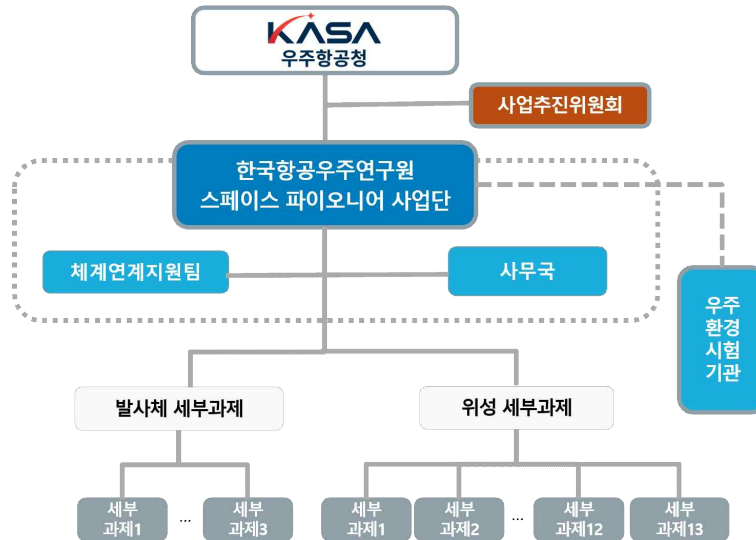 KASA
우주항공청
사업추진위원회
한국항공우주연구원
스페이스 파이오니어 사업단
체계연계지원팀
사무국
우주
환경
시험
기관
발사체 세부과제
위성 세부과제
세부
과제1
...
세부
과제3
세부
과제1
세부
과제2
...
세부
과제12
세부
과제13